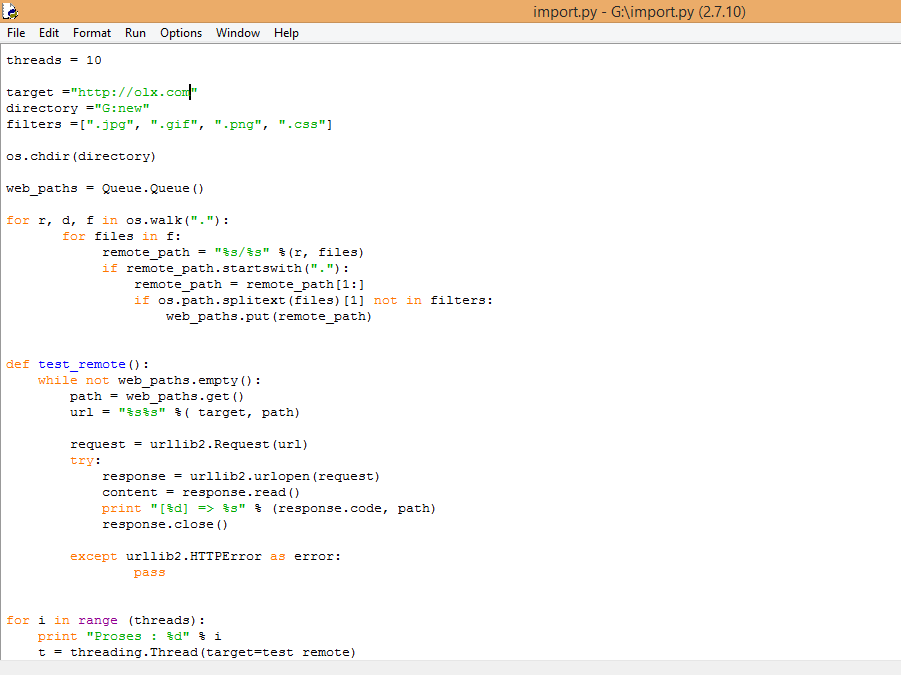 import.py - G:\import.py (2.7.10)
File Edit Format Run Options Window Help
threads = 10
target ="http://olx.com"
directory ="G:new"
filters =[".jpg", ".gif", ".png", ".css"]
os.chdir(directory)
web_paths = Queue.Queue()
for r, d, f in os.walk("."):
       for files in f:
            remote_path = "%s/%s" %(r, files)
            if remote_path.startswith("."):
                remote_path = remote_path[1:]
                if os.path.splitext(files)[1] not in filters:
                    web_paths.put(remote_path)
def test_remote():
    while not web_paths.empty():
        path = web_paths.get()
        url = "%s%s" %( target, path)
        request = urllib2.Request(url)
        try:
            response = urllib2.urlopen(request)
            content = response.read()
            print "[%d] => %s" % (response.code, path)
            response.close()
        except urllib2.HTTPError as error:
                pass
for i in range (threads):
    print "Proses : %d" % i
    t = threading.Thread(target=test_remote)